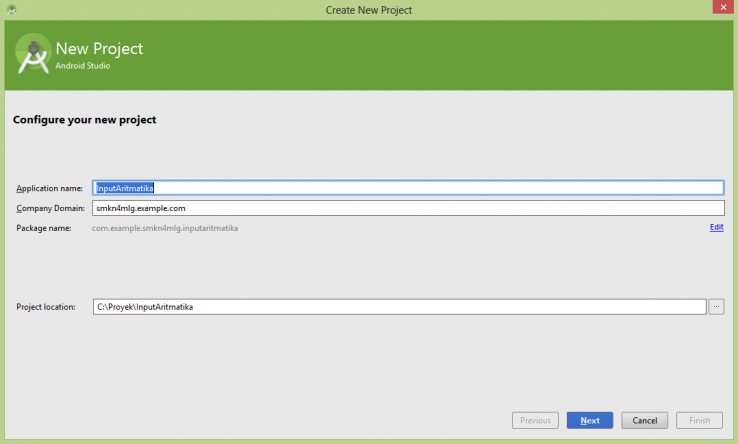 Create New Project
New Project
Android Studio
Configure your new project
Application name: InputAritmatika
Company Domain: smkn4mlg.example.com
Package name: com.example.smkn4mlg.inputaritmatika Edit
Project location: C:\Proyek\InputAritmatika ...
Previous Next Cancel Finish